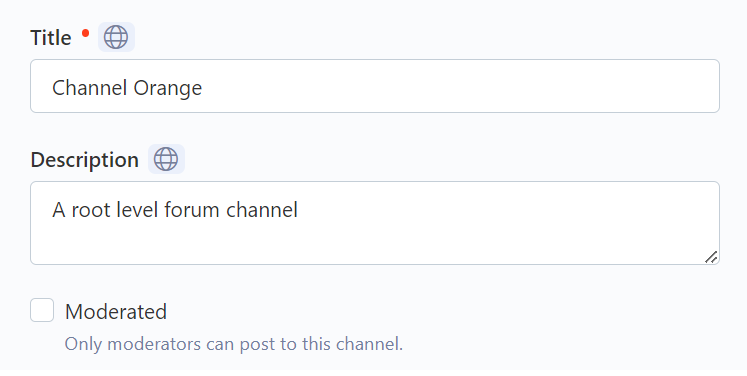 Title
Channel Orange
Description
A root level forum channel
Moderated
Only moderators can post to this channel.